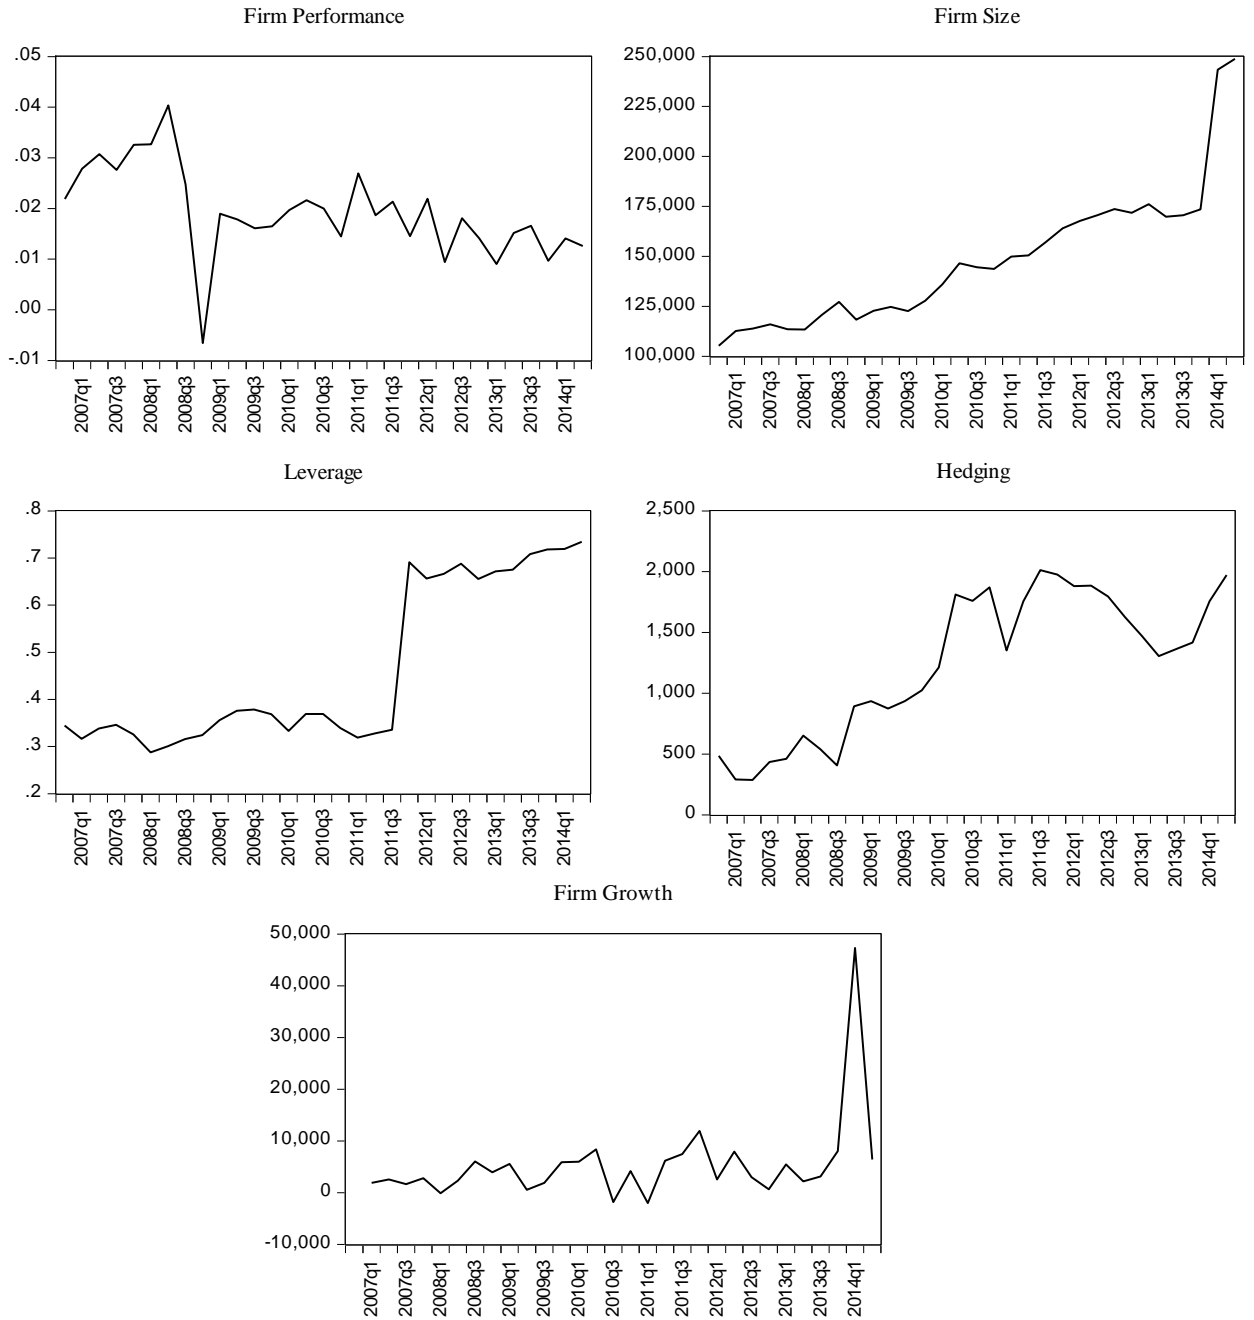 Firm Performance
.05
.04
.03
.02
.01
.00
-.01
2007q1
2007q3
2008q1
2008q3
2009q1
2009q3
2010q1
2010q3
2011q1
2011q3
2012q1
2012q3
2013q1
2013q3
2014q1
Firm Size
250,000
225,000
200,000
175,000
150,000
125,000
100,000
2007q1
2007q3
2008q1
2008q3
2009q1
2009q3
2010q1
2010q3
2011q1
2011q3
2012q1
2012q3
2013q1
2013q3
2014q1
Leverage
.8
.7
.6
.5
.4
.3
.2
2007q1
2007q3
2008q1
2008q3
2009q1
2009q3
2010q1
2010q3
2011q1
2011q3
2012q1
2012q3
2013q1
2013q3
2014q1
Hedging
2,500
2,000
1,500
1,000
500
0
2007q1
2007q3
2008q1
2008q3
2009q1
2009q3
2010q1
2010q3
2011q1
2011q3
2012q1
2012q3
2013q1
2013q3
2014q1
Firm Growth
50,000
40,000
30,000
20,000
10,000
0
-10,000
2007q1
2007q3
2008q1
2008q3
2009q1
2009q3
2010q1
2010q3
2011q1
2011q3
2012q1
2012q3
2013q1
2013q3
2014q1